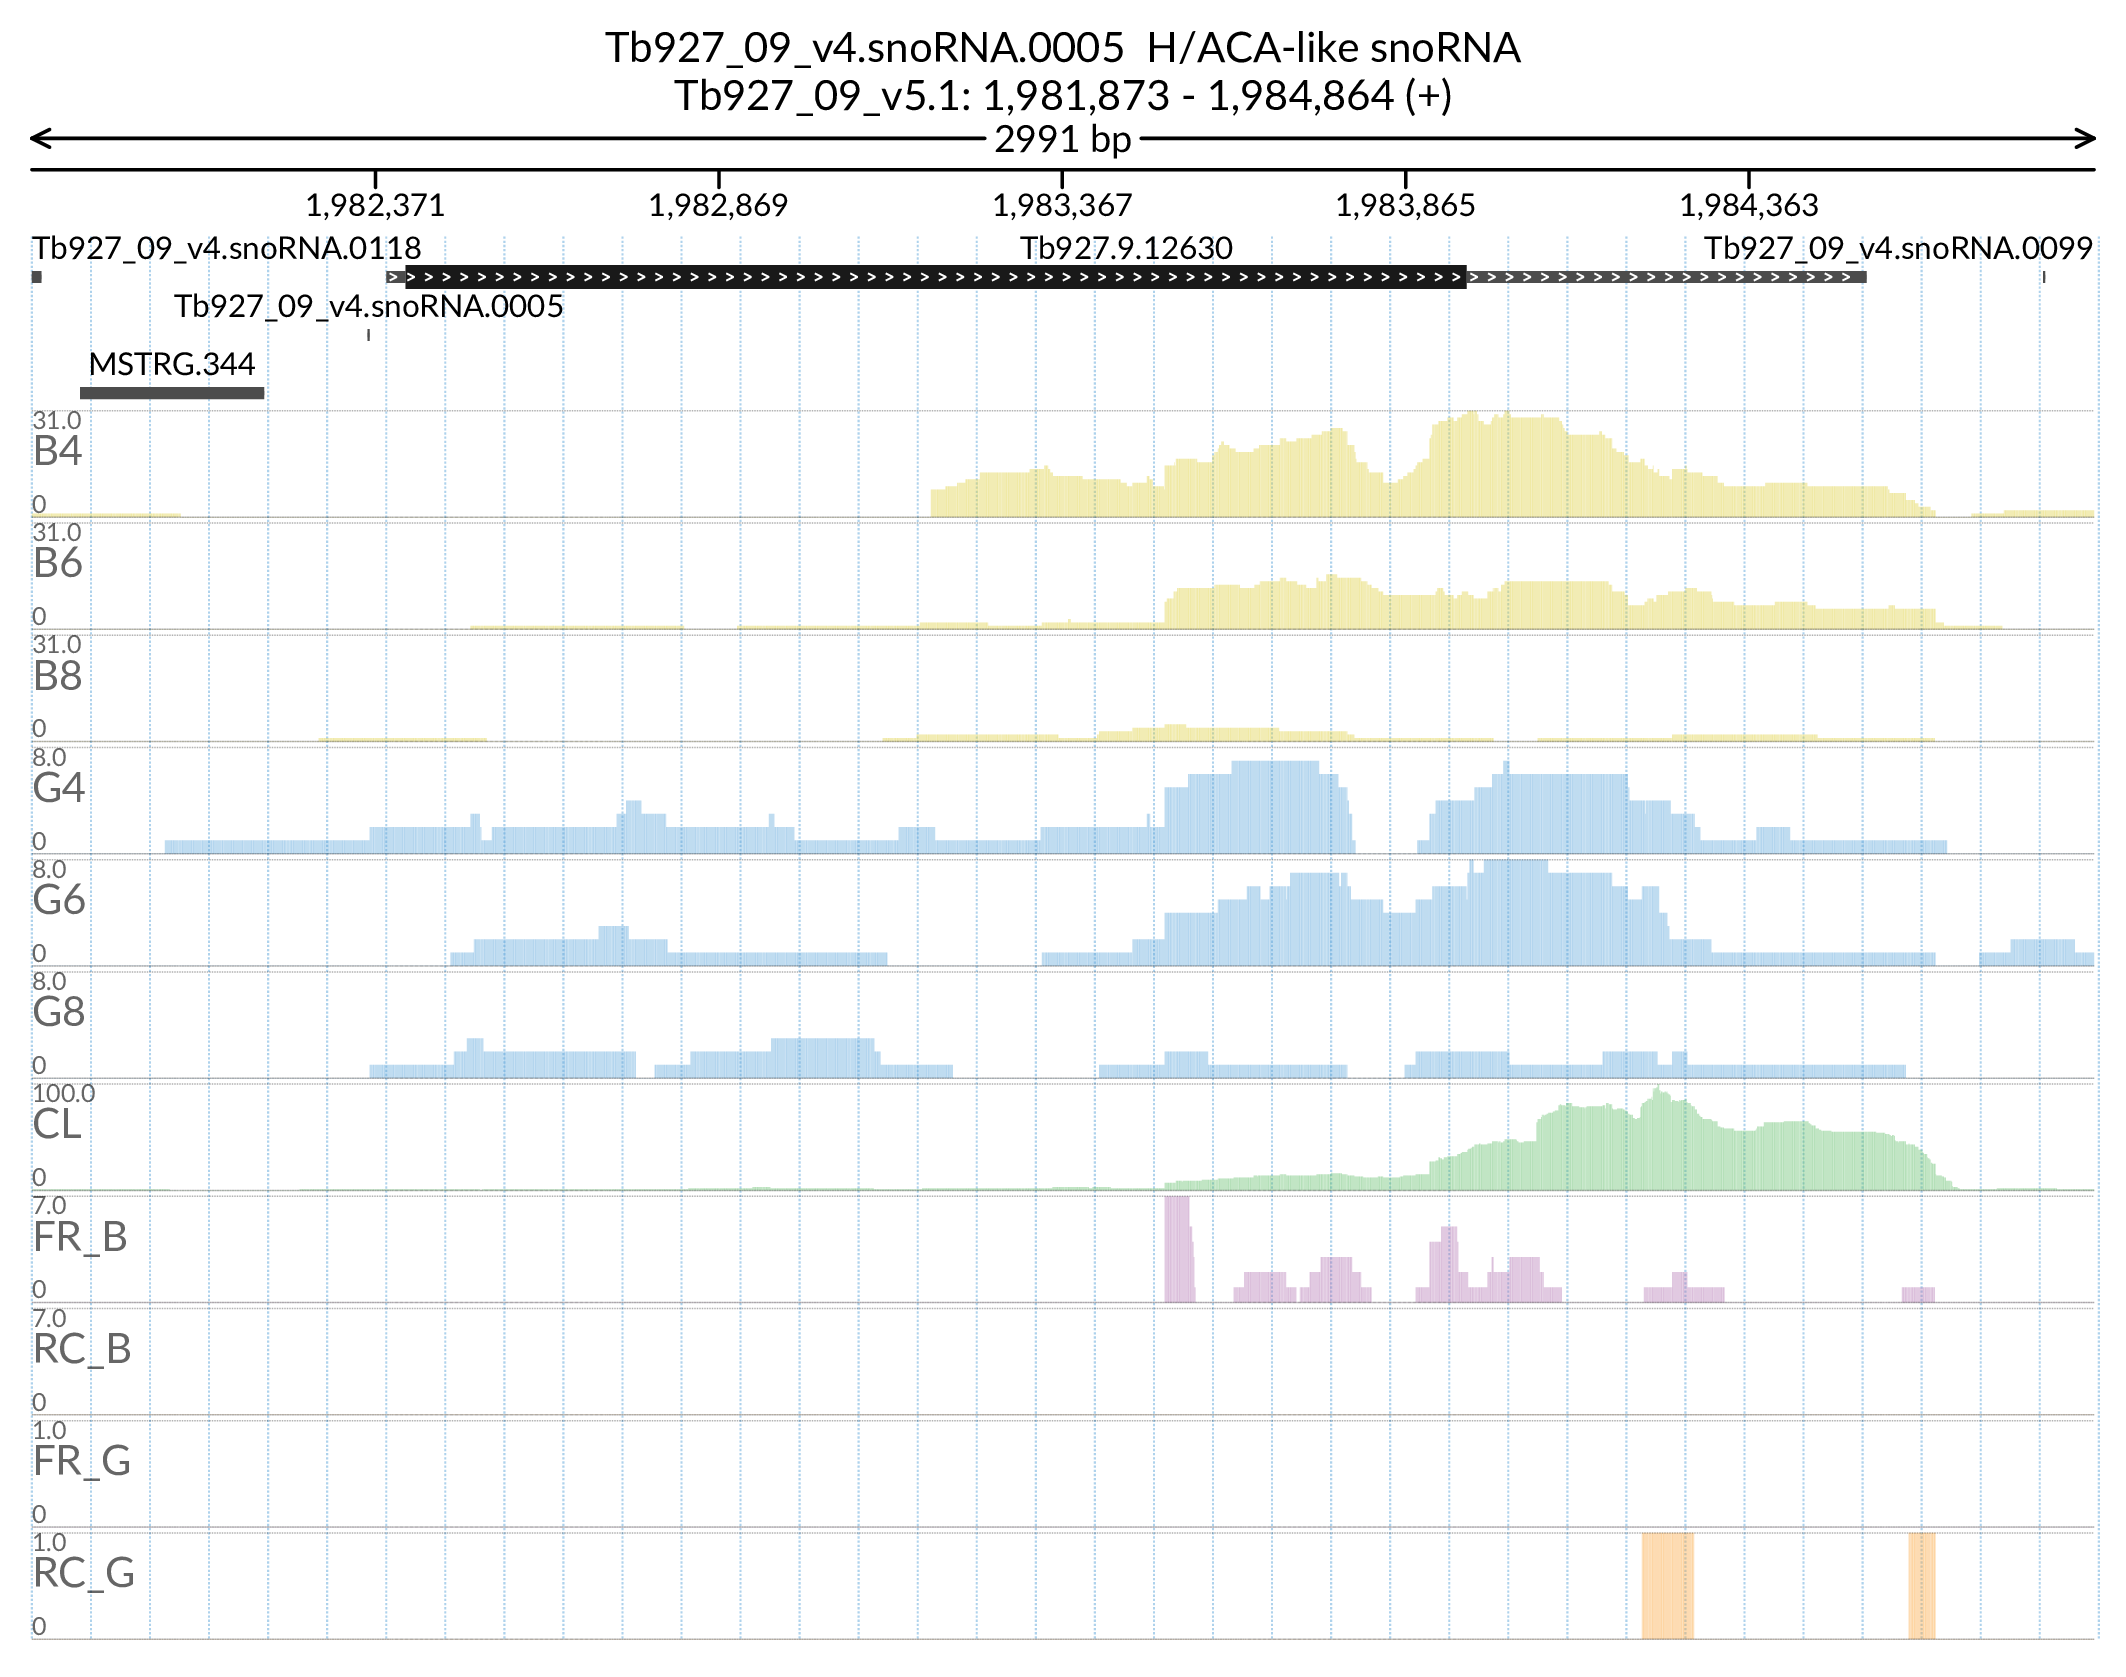 Tb927_09_v4.snoRNA.0005 H/ACA-like snoRNA
Tb927_09_v5.1: 1,981,873 - 1,984,864 (+)
2991 bp
1,982,371 1,982,869 1,983,367 1,983,865 1,984,363
Tb927_09_v4.snoRNA.0118 Tb927.9.12630 Tb927_09_v4.snoRNA.0099
Tb927_09_v4.snoRNA.0005
MSTRG.344
31.0
B4
0
31.0
B6
0
31.0
B8
0
8.0
G4
0
8.0
G6
0
8.0
G8
0
100.0
CL
0
7.0
FR_B
0
7.0
RC_B
0
1.0
FR_G
0
1.0
RC_G
0